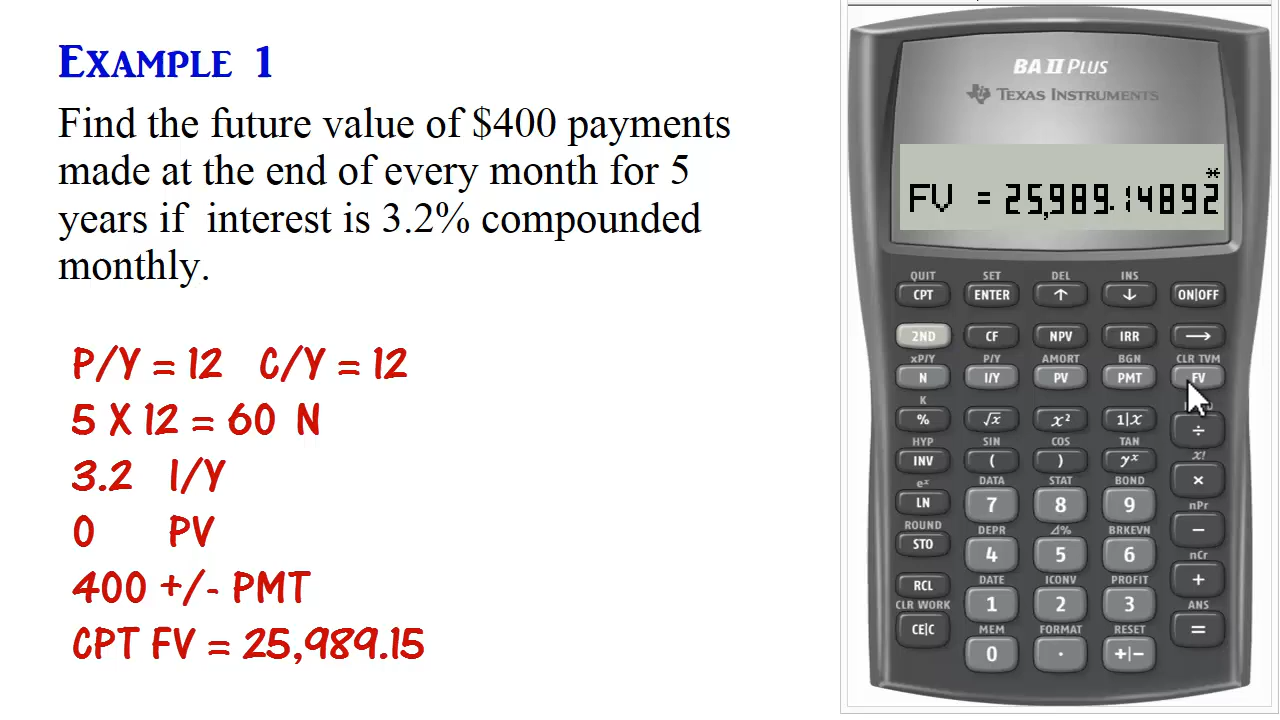 EXAMPLE 1
Find the future value of $400 payments
made at the end of every month for 5
years if interest is 3.2% compounded
monthly.
P/Y = 12 C/Y = 12
5 X 12 = 60 N
3.2 I/Y
0 PV
400 +/- PMT
CPT FV = 25,989.15
BA II PLUS
TEXAS INSTRUMENTS
*
FV = 25,989.14892
QUIT SET DEL INS
CPT ENTER ↑ ↓ ON|OFF
2ND CF NPV IRR →
xP/Y P/Y AMORT BGN CLR TVM
N I/Y PV PMT FV
K
% √x x² 1|x ÷
HYP SIN COS TAN x!
INV ( ) yˣ ×
eˣ DATA STAT BOND nPr
LN 7 8 9 −
ROUND DEPR Δ% BRKEVN nCr
STO 4 5 6 +
RCL DATE ICONV PROFIT ANS
CLR WORK 1 2 3 =
CE|C MEM FORMAT RESET
0 . +|−